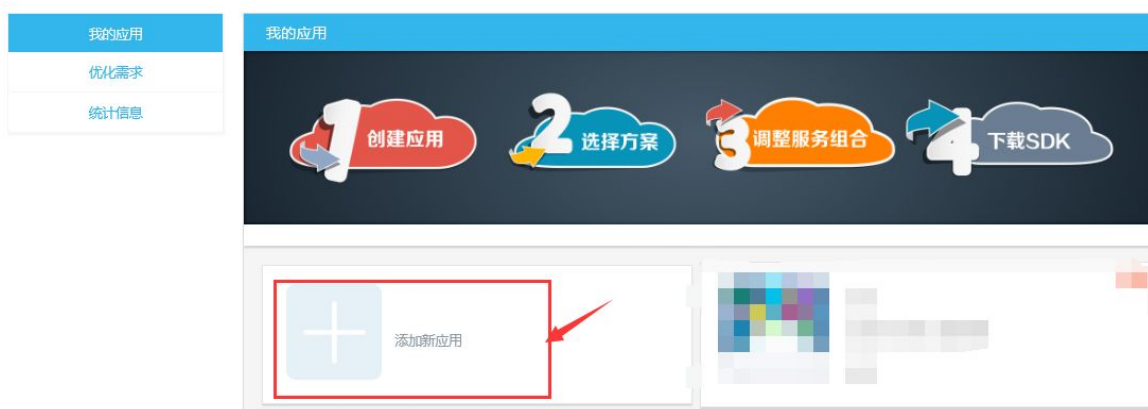 我的应用
优化需求
统计信息
我的应用
1 创建应用
2 选择方案
3 调整服务组合
4 下载SDK
添加新应用